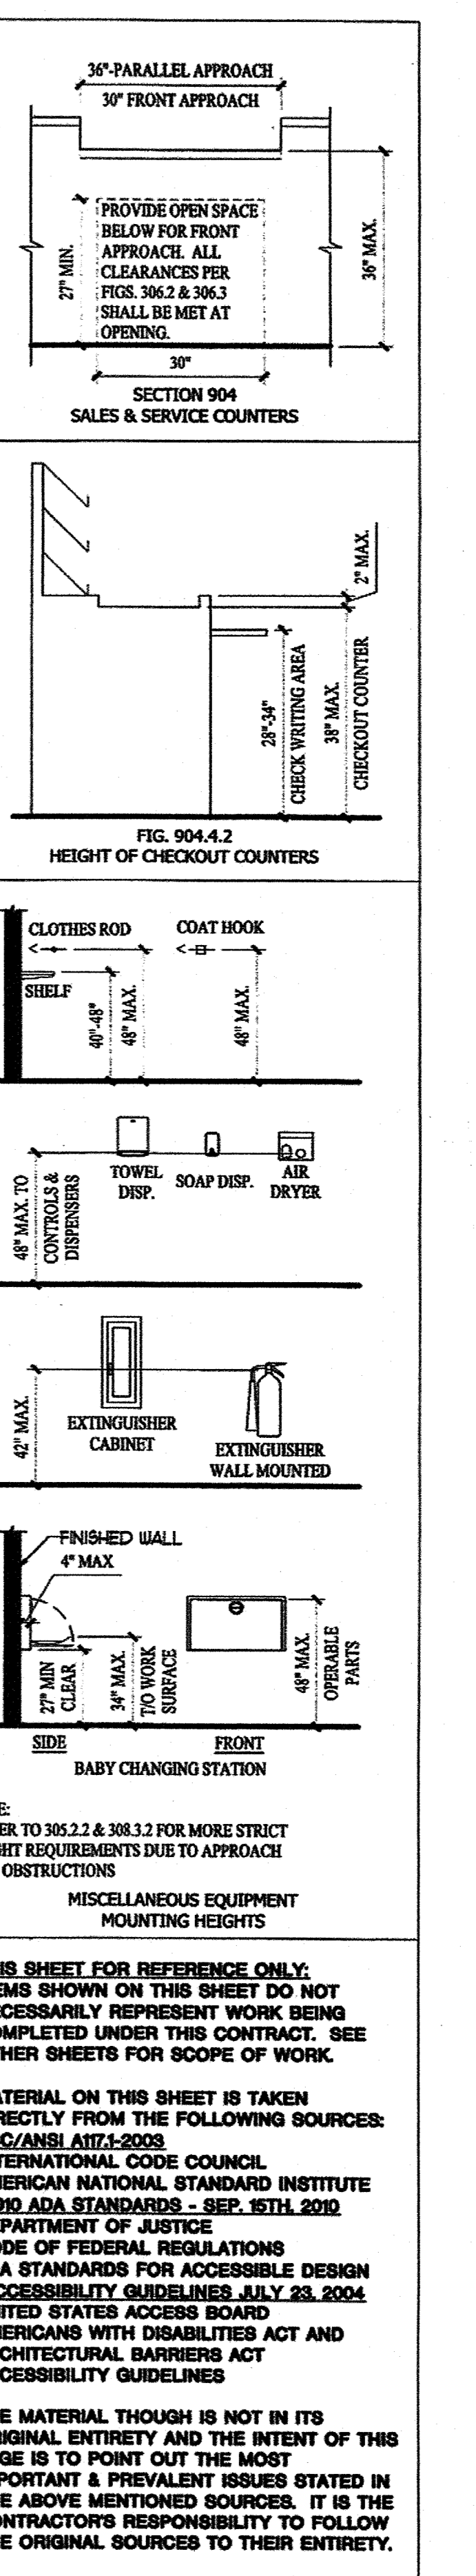 36"-PARALLEL APPROACH
30" FRONT APPROACH
27" MIN.
PROVIDE OPEN SPACE
BELOW FOR FRONT
APPROACH. ALL
CLEARANCES PER
FIGS. 306.2 & 306.3
SHALL BE MET AT
OPENING.
36" MAX.
30"
SECTION 904
SALES & SERVICE COUNTERS
2" MAX.
28"-34"
CHECK WRITING AREA
38" MAX.
CHECKOUT COUNTER
FIG. 904.4.2
HEIGHT OF CHECKOUT COUNTERS
CLOTHES ROD
COAT HOOK
SHELF
40"-48"
48" MAX.
48" MAX.
48" MAX. TO
CONTROLS &
DISPENSERS
TOWEL
DISP.
SOAP DISP.
AIR
DRYER
42" MAX.
EXTINGUISHER
CABINET
EXTINGUISHER
WALL MOUNTED
FINISHED WALL
4" MAX
27" MIN
CLEAR
34" MAX.
T/O WORK
SURFACE
48" MAX.
OPERABLE
PARTS
SIDE
FRONT
BABY CHANGING STATION
E:
ER TO 305.2.2 & 308.3.2 FOR MORE STRICT
HT REQUIREMENTS DUE TO APPROACH
OBSTRUCTIONS
MISCELLANEOUS EQUIPMENT
MOUNTING HEIGHTS
IS SHEET FOR REFERENCE ONLY:
EMS SHOWN ON THIS SHEET DO NOT
CESSARILY REPRESENT WORK BEING
OMPLETED UNDER THIS CONTRACT. SEE
THER SHEETS FOR SCOPE OF WORK.
ATERIAL ON THIS SHEET IS TAKEN
RECTLY FROM THE FOLLOWING SOURCES:
C/ANSI A117.1-2003
TERNATIONAL CODE COUNCIL
MERICAN NATIONAL STANDARD INSTITUTE
010 ADA STANDARDS - SEP. 15TH, 2010
PARTMENT OF JUSTICE
ODE OF FEDERAL REGULATIONS
A STANDARDS FOR ACCESSIBLE DESIGN
CCESSIBILITY GUIDELINES JULY 23, 2004
ITED STATES ACCESS BOARD
MERICANS WITH DISABILITIES ACT AND
CHITECTURAL BARRIERS ACT
CCESSIBILITY GUIDELINES
E MATERIAL THOUGH IS NOT IN ITS
RIGINAL ENTIRETY AND THE INTENT OF THIS
GE IS TO POINT OUT THE MOST
PORTANT & PREVALENT ISSUES STATED IN
E ABOVE MENTIONED SOURCES. IT IS THE
ONTRACTOR'S RESPONSIBILITY TO FOLLOW
E ORIGINAL SOURCES TO THEIR ENTIRETY.